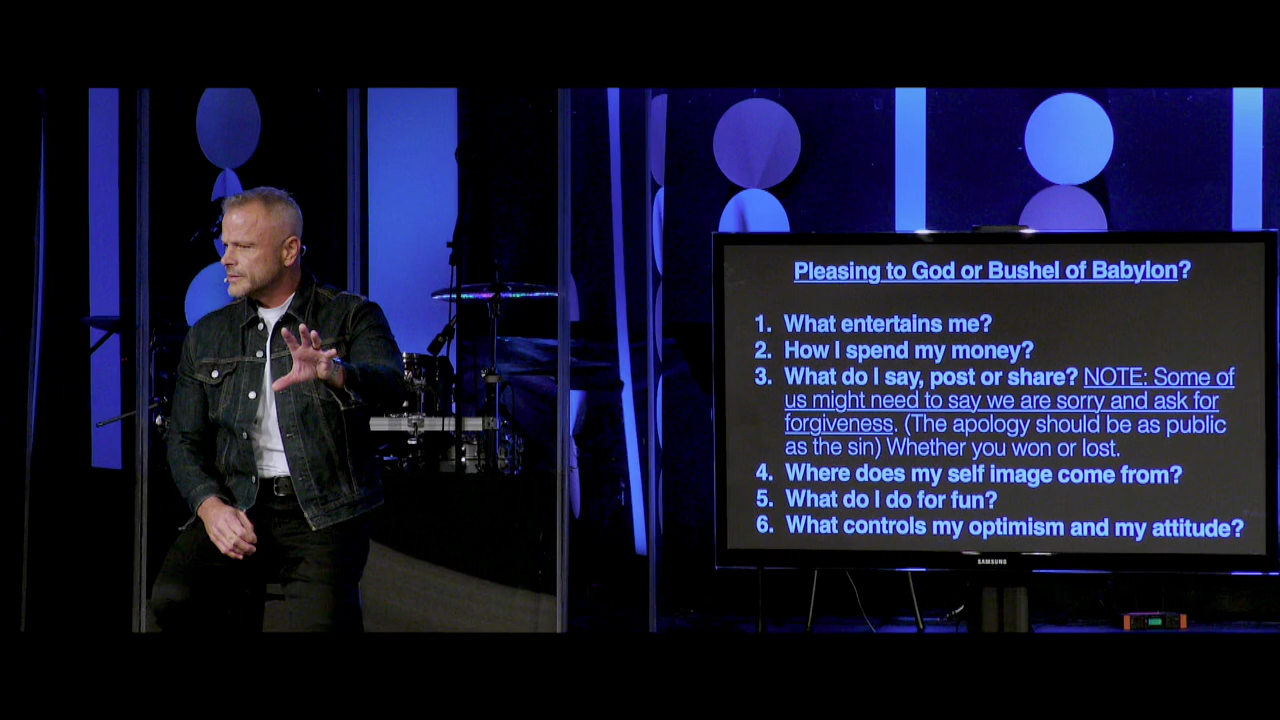 Pleasing to God or Bushel of Babylon?
1. What entertains me?
2. How I spend my money?
3. What do I say, post or share? NOTE: Some of
us might need to say we are sorry and ask for
forgiveness. (The apology should be as public
as the sin) Whether you won or lost.
4. Where does my self image come from?
5. What do I do for fun?
6. What controls my optimism and my attitude?
SAMSUNG